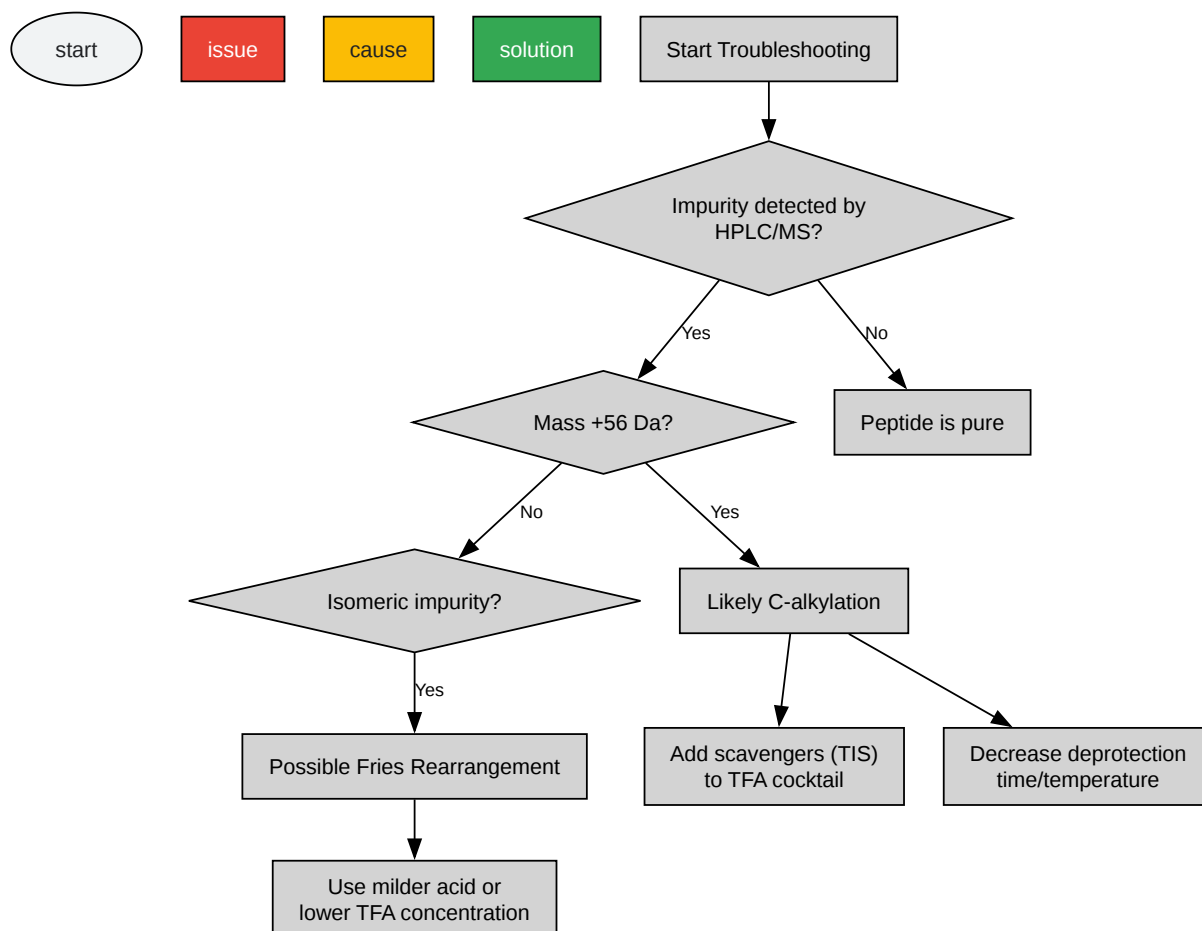 start
issue
cause
solution
Start Troubleshooting
Impurity detected by
HPLC/MS?
Yes
No
Mass +56 Da?
Peptide is pure
No
Yes
Isomeric impurity?
Likely C-alkylation
Yes
Possible Fries Rearrangement
Add scavengers (TIS)
to TFA cocktail
Decrease deprotection
time/temperature
Use milder acid or
lower TFA concentration